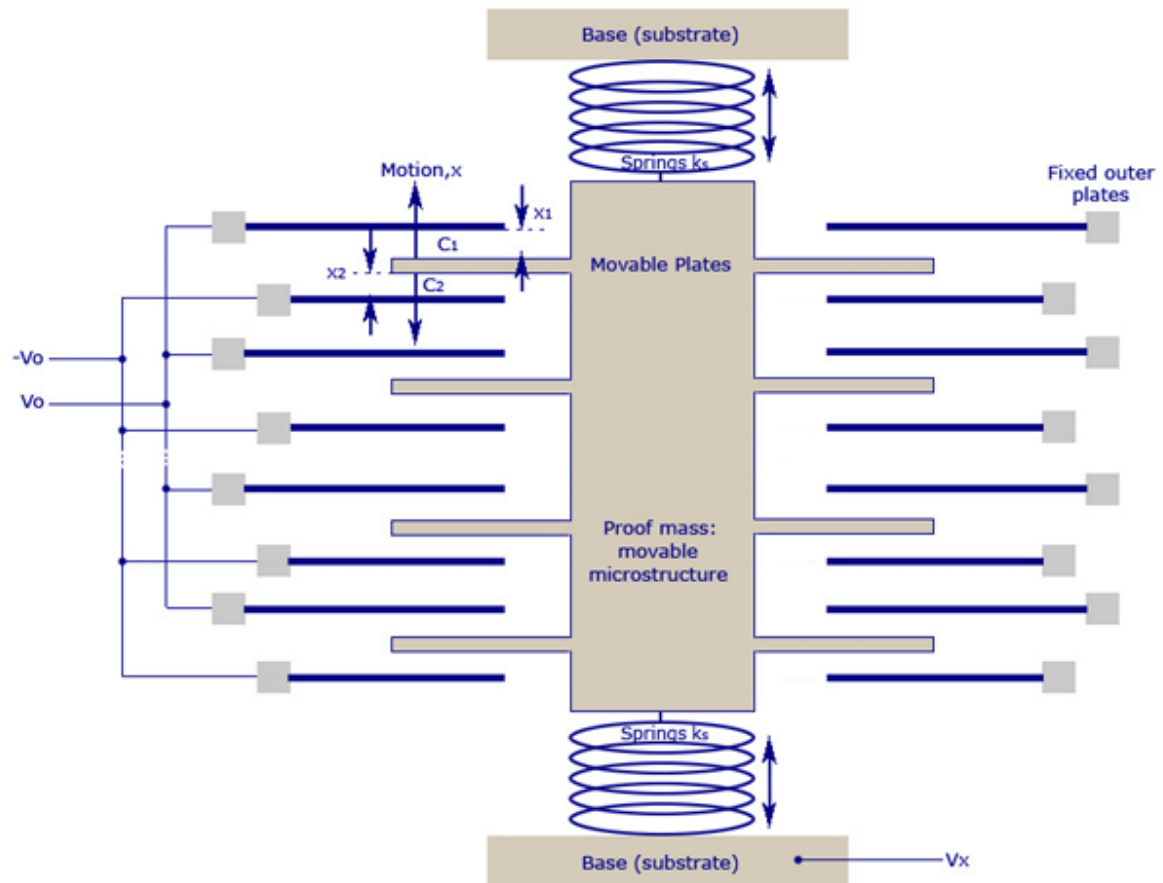 Base (substrate)
Springs ks
Motion,x
Fixed outer
plates
X1
C1
Movable Plates
X2
C2
-Vo
Vo
Proof mass:
movable
microstructure
Springs ks
Base (substrate)
Vx